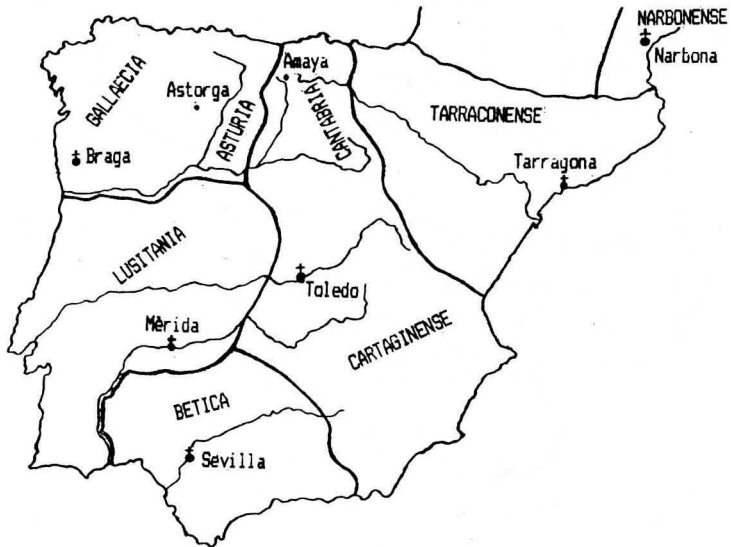 NARBONENSE
Narbona
Amaya
GALLAECIA
Astorga
ASTURIA
CANTABRIA
TARRACONENSE
Braga
Tarragona
LUSITANIA
Toledo
Mérida
CARTAGINENSE
BETICA
Sevilla